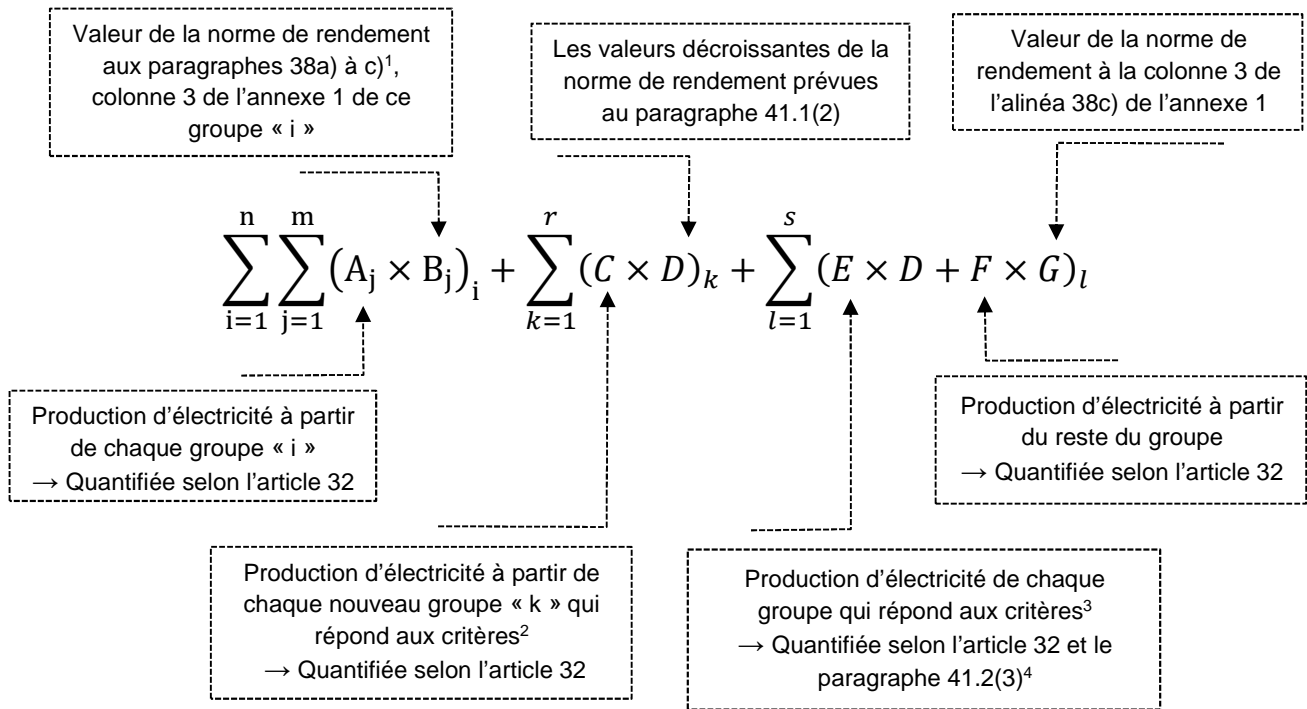 Valeur de la norme de rendement
aux paragraphes 38a) à c)¹,
colonne 3 de l’annexe 1 de ce
groupe « i »
Les valeurs décroissantes de la
norme de rendement prévues
au paragraphe 41.1(2)
Valeur de la norme de
rendement à la colonne 3 de
l’alinéa 38c) de l’annexe 1
n m r s
∑ ∑ (A_j × B_j)_i + ∑ (C × D)_k + ∑ (E × D + F × G)_l
i=1 j=1 k=1 l=1
Production d’électricité à partir
de chaque groupe « i »
→ Quantifiée selon l’article 32
Production d’électricité à partir
du reste du groupe
→ Quantifiée selon l’article 32
Production d’électricité à partir de
chaque nouveau groupe « k » qui
répond aux critères²
→ Quantifiée selon l’article 32
Production d’électricité de chaque
groupe qui répond aux critères³
→ Quantifiée selon l’article 32 et le
paragraphe 41.2(3)⁴